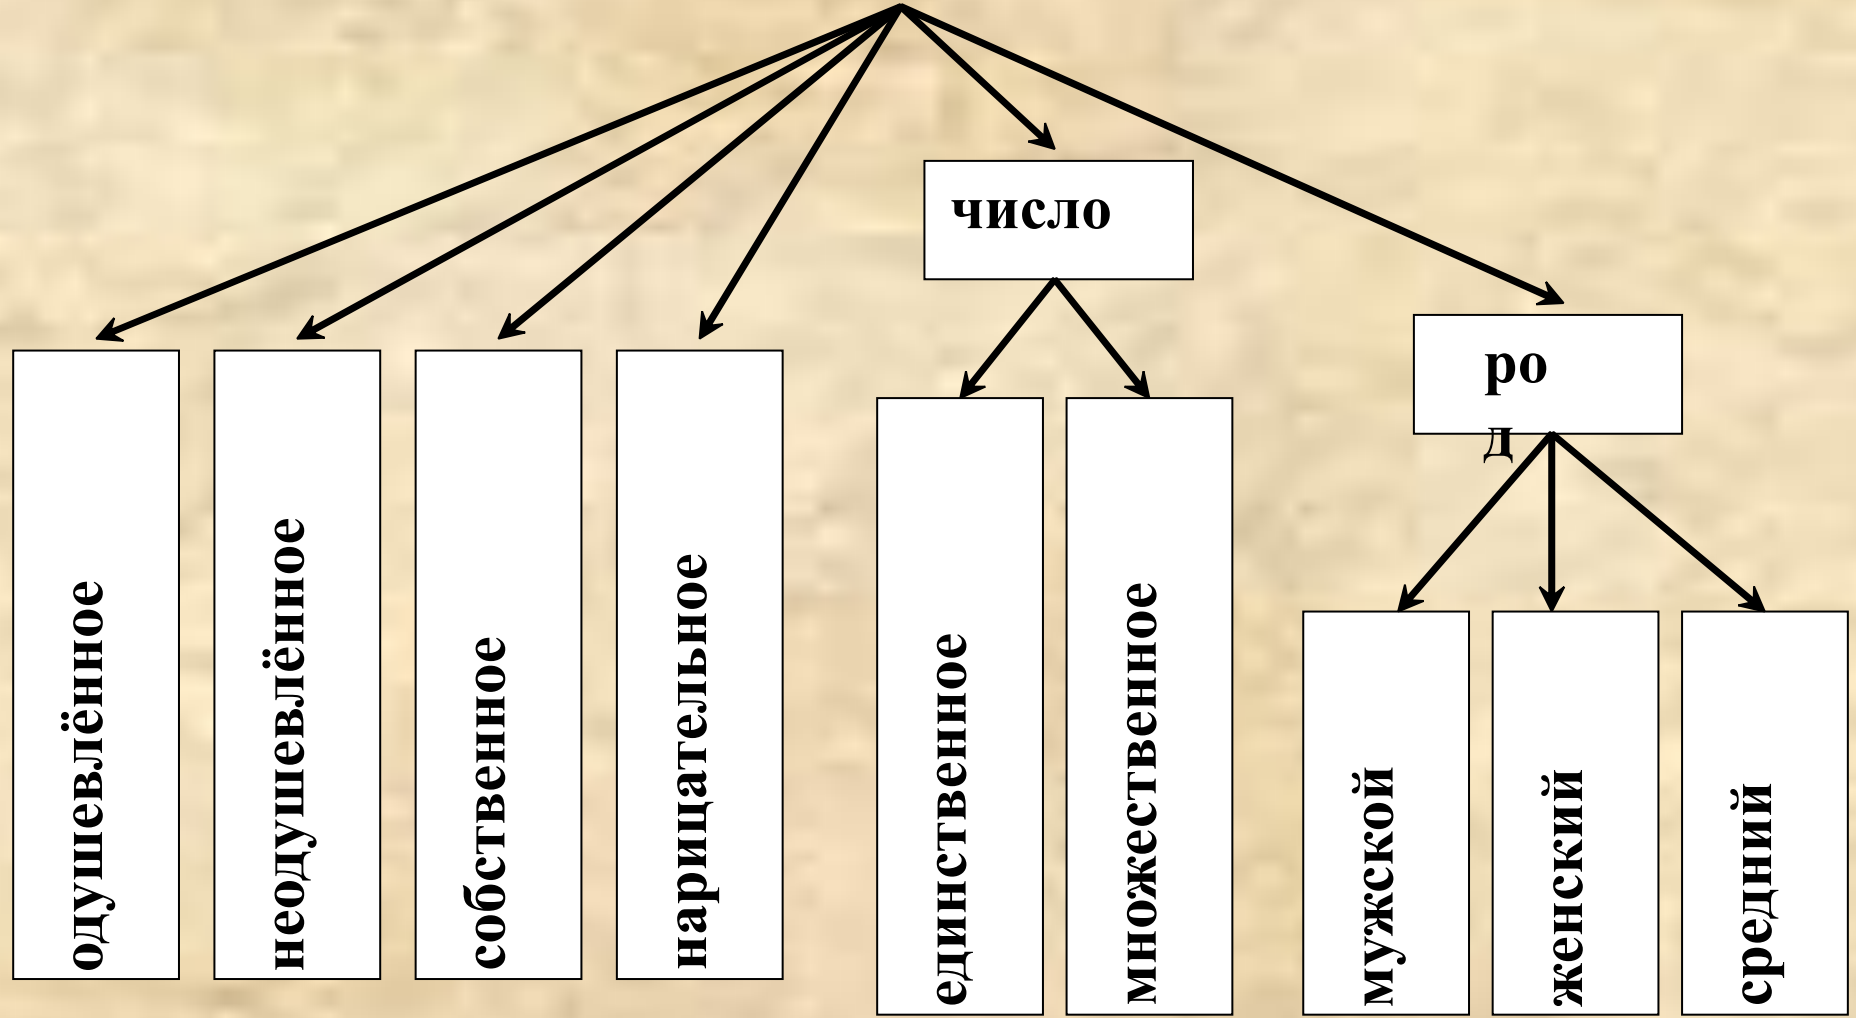 число
ро
д
одушевлённое
неодушевлённое
собственное
нарицательное
единственное
множественное
мужской
женский
средний